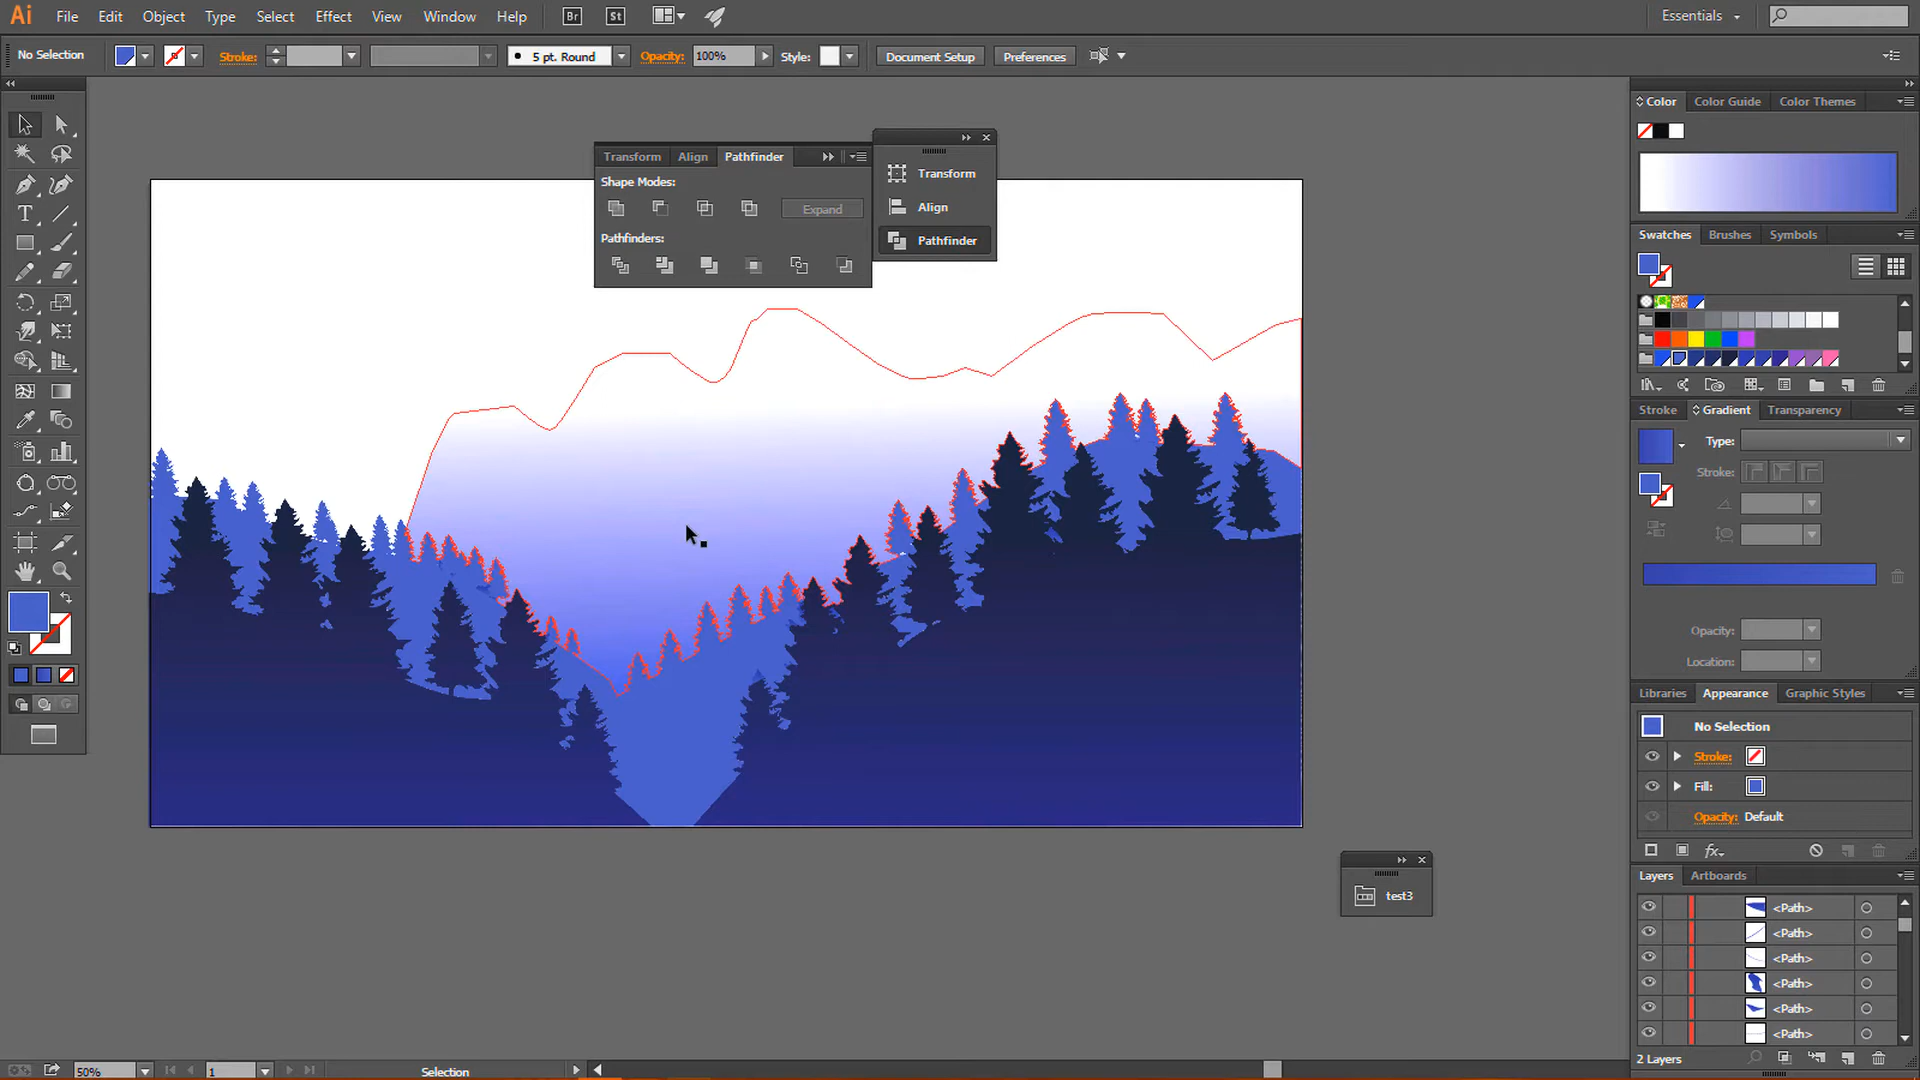 Ai File Edit Object Type Select Effect View Window Help Br St Essentials
No Selection Stroke: 5 pt. Round Opacity: 100% Style: Document Setup Preferences
Color Color Guide Color Themes
Transform Align Pathfinder
Shape Modes:
Expand
Pathfinders:
Transform
Align
Pathfinder
Swatches Brushes Symbols
Stroke Gradient Transparency
Type:
Stroke:
Opacity:
Location:
Libraries Appearance Graphic Styles
No Selection
Stroke:
Fill:
Opacity: Default
fx
Layers Artboards
<Path>
<Path>
<Path>
<Path>
<Path>
<Path>
2 Layers
test3
50% 1 Selection